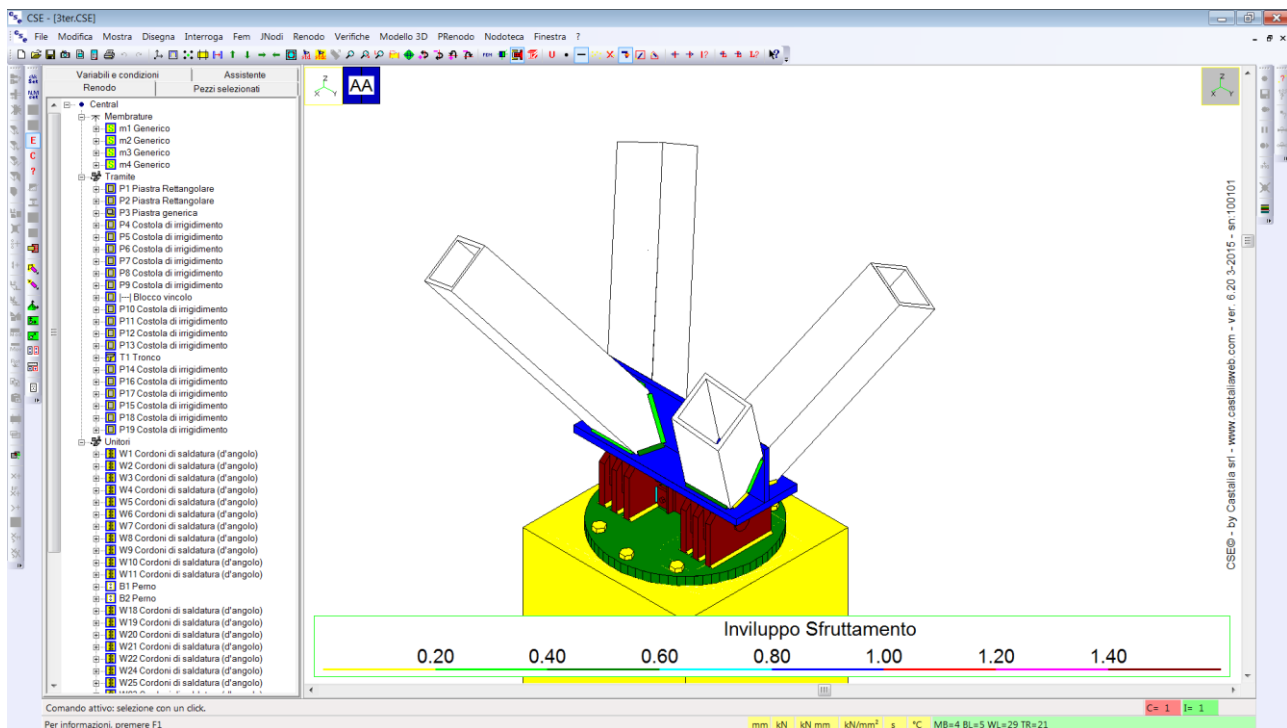 CSE - [3ter.CSE]
File Modifica Mostra Disegna Interroga Fem JNodi Renodo Verifiche Modello 3D PRenodo Nodoteca Finestra ?
Variabili e condizioni Assistente
Renodo Pezzi selezionati
Central
Membrature
m1 Generico
m2 Generico
m3 Generico
m4 Generico
Tramite
P1 Piastra Rettangolare
P2 Piastra Rettangolare
P3 Piastra generica
P4 Costola di irrigidimento
P5 Costola di irrigidimento
P6 Costola di irrigidimento
P7 Costola di irrigidimento
P8 Costola di irrigidimento
P9 Costola di irrigidimento
|—| Blocco vincolo
P10 Costola di irrigidimento
P11 Costola di irrigidimento
P12 Costola di irrigidimento
P13 Costola di irrigidimento
T1 Tronco
P14 Costola di irrigidimento
P16 Costola di irrigidimento
P17 Costola di irrigidimento
P15 Costola di irrigidimento
P18 Costola di irrigidimento
P19 Costola di irrigidimento
Unitori
W1 Cordoni di saldatura (d'angolo)
W2 Cordoni di saldatura (d'angolo)
W3 Cordoni di saldatura (d'angolo)
W4 Cordoni di saldatura (d'angolo)
W5 Cordoni di saldatura (d'angolo)
W6 Cordoni di saldatura (d'angolo)
W7 Cordoni di saldatura (d'angolo)
W8 Cordoni di saldatura (d'angolo)
W9 Cordoni di saldatura (d'angolo)
W10 Cordoni di saldatura (d'angolo)
W11 Cordoni di saldatura (d'angolo)
B1 Perno
B2 Perno
W18 Cordoni di saldatura (d'angolo)
W19 Cordoni di saldatura (d'angolo)
W20 Cordoni di saldatura (d'angolo)
W21 Cordoni di saldatura (d'angolo)
W22 Cordoni di saldatura (d'angolo)
W24 Cordoni di saldatura (d'angolo)
W25 Cordoni di saldatura (d'angolo)
Z
X Y
AA
Z
X Y
CSE© - by Castalia srl - www.castaliaweb.com - ver. 6.20 3-2015 - sn:100101
Inviluppo Sfruttamento
0.20 0.40 0.60 0.80 1.00 1.20 1.40
Comando attivo: selezione con un click.
C= 1 I= 1
Per informazioni, premere F1
mm kN kN mm kN/mm² s °C MB=4 BL=5 WL=29 TR=21